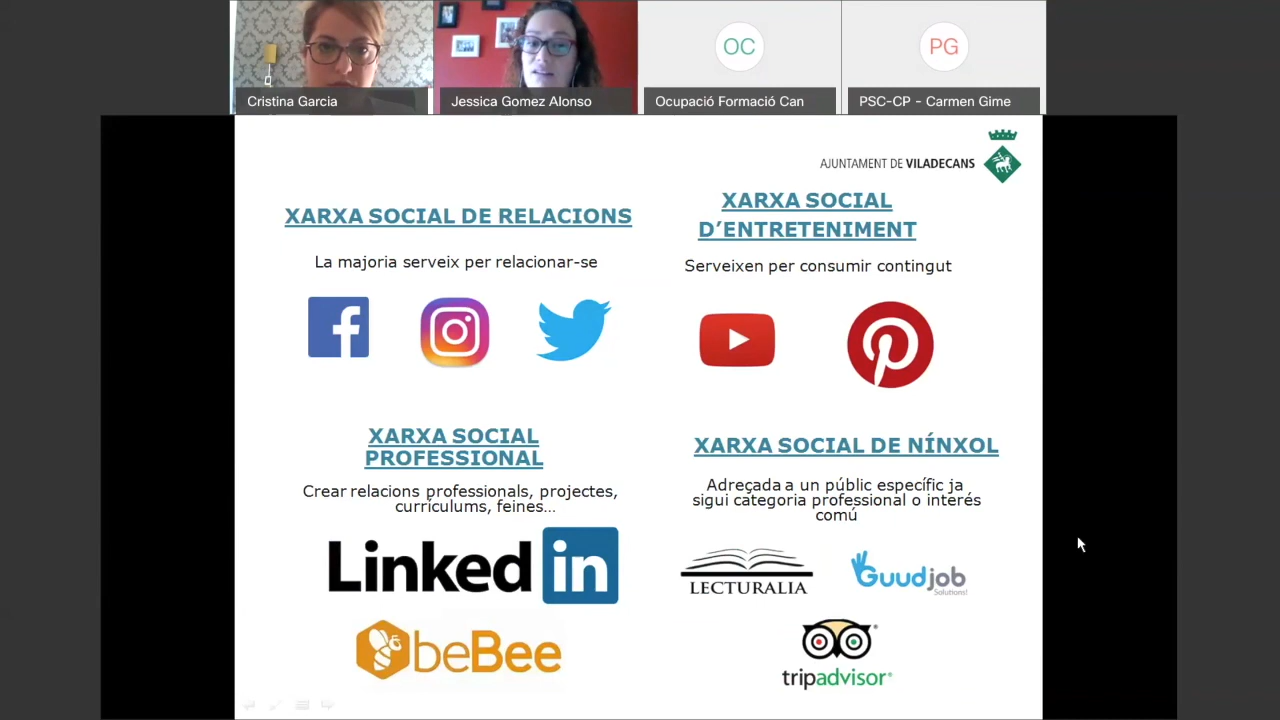 OC
PG
Cristina Garcia
Jessica Gomez Alonso
Ocupació Formació Can
PSC-CP - Carmen Gime
AJUNTAMENT DE VILADECANS
XARXA SOCIAL DE RELACIONS
La majoria serveix per relacionar-se
XARXA SOCIAL
D’ENTRETENIMENT
Serveixen per consumir contingut
XARXA SOCIAL
PROFESSIONAL
Crear relacions professionals, projectes,
curriculums, feines…
Linked in
beBee
XARXA SOCIAL DE NÍNXOL
Adreçada a un públic específic ja
sigui categoria professional o interés
comú
LECTURALIA
Guudjob
Solutions!
tripadvisor®